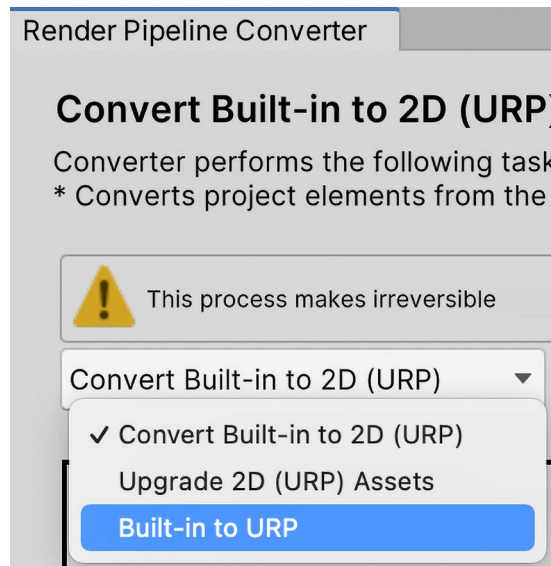 Render Pipeline Converter
Convert Built-in to 2D (URP)
Converter performs the following task
* Converts project elements from the
This process makes irreversible
Convert Built-in to 2D (URP)
✓ Convert Built-in to 2D (URP)
Upgrade 2D (URP) Assets
Built-in to URP